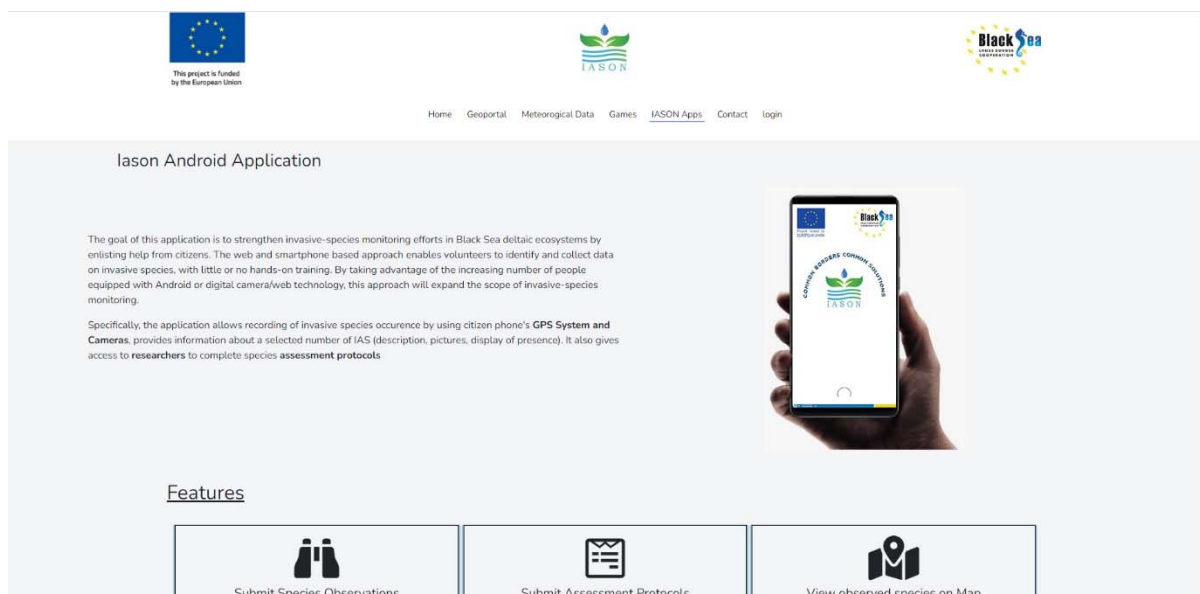 This project is funded
by the European Union
IASON
Black Sea
CROSS BORDER
COOPERATION
Home Geoportal Meteorogical Data Games IASON Apps Contact login
Iason Android Application
The goal of this application is to strengthen invasive-species monitoring efforts in Black Sea deltaic ecosystems by
enlisting help from citizens. The web and smartphone based approach enables volunteers to identify and collect data
on invasive species, with little or no hands-on training. By taking advantage of the increasing number of people
equipped with Android or digital camera/web technology, this approach will expand the scope of invasive-species
monitoring.
Specifically, the application allows recording of invasive species occurence by using citizen phone's GPS System and
Cameras, provides information about a selected number of IAS (description, pictures, display of presence). It also gives
access to researchers to complete species assessment protocols
Black Sea
COMMON BORDERS COMMON SOLUTIONS
IASON
Features
Submit Species Observations
Submit Assessment Protocols
View observed species on Map